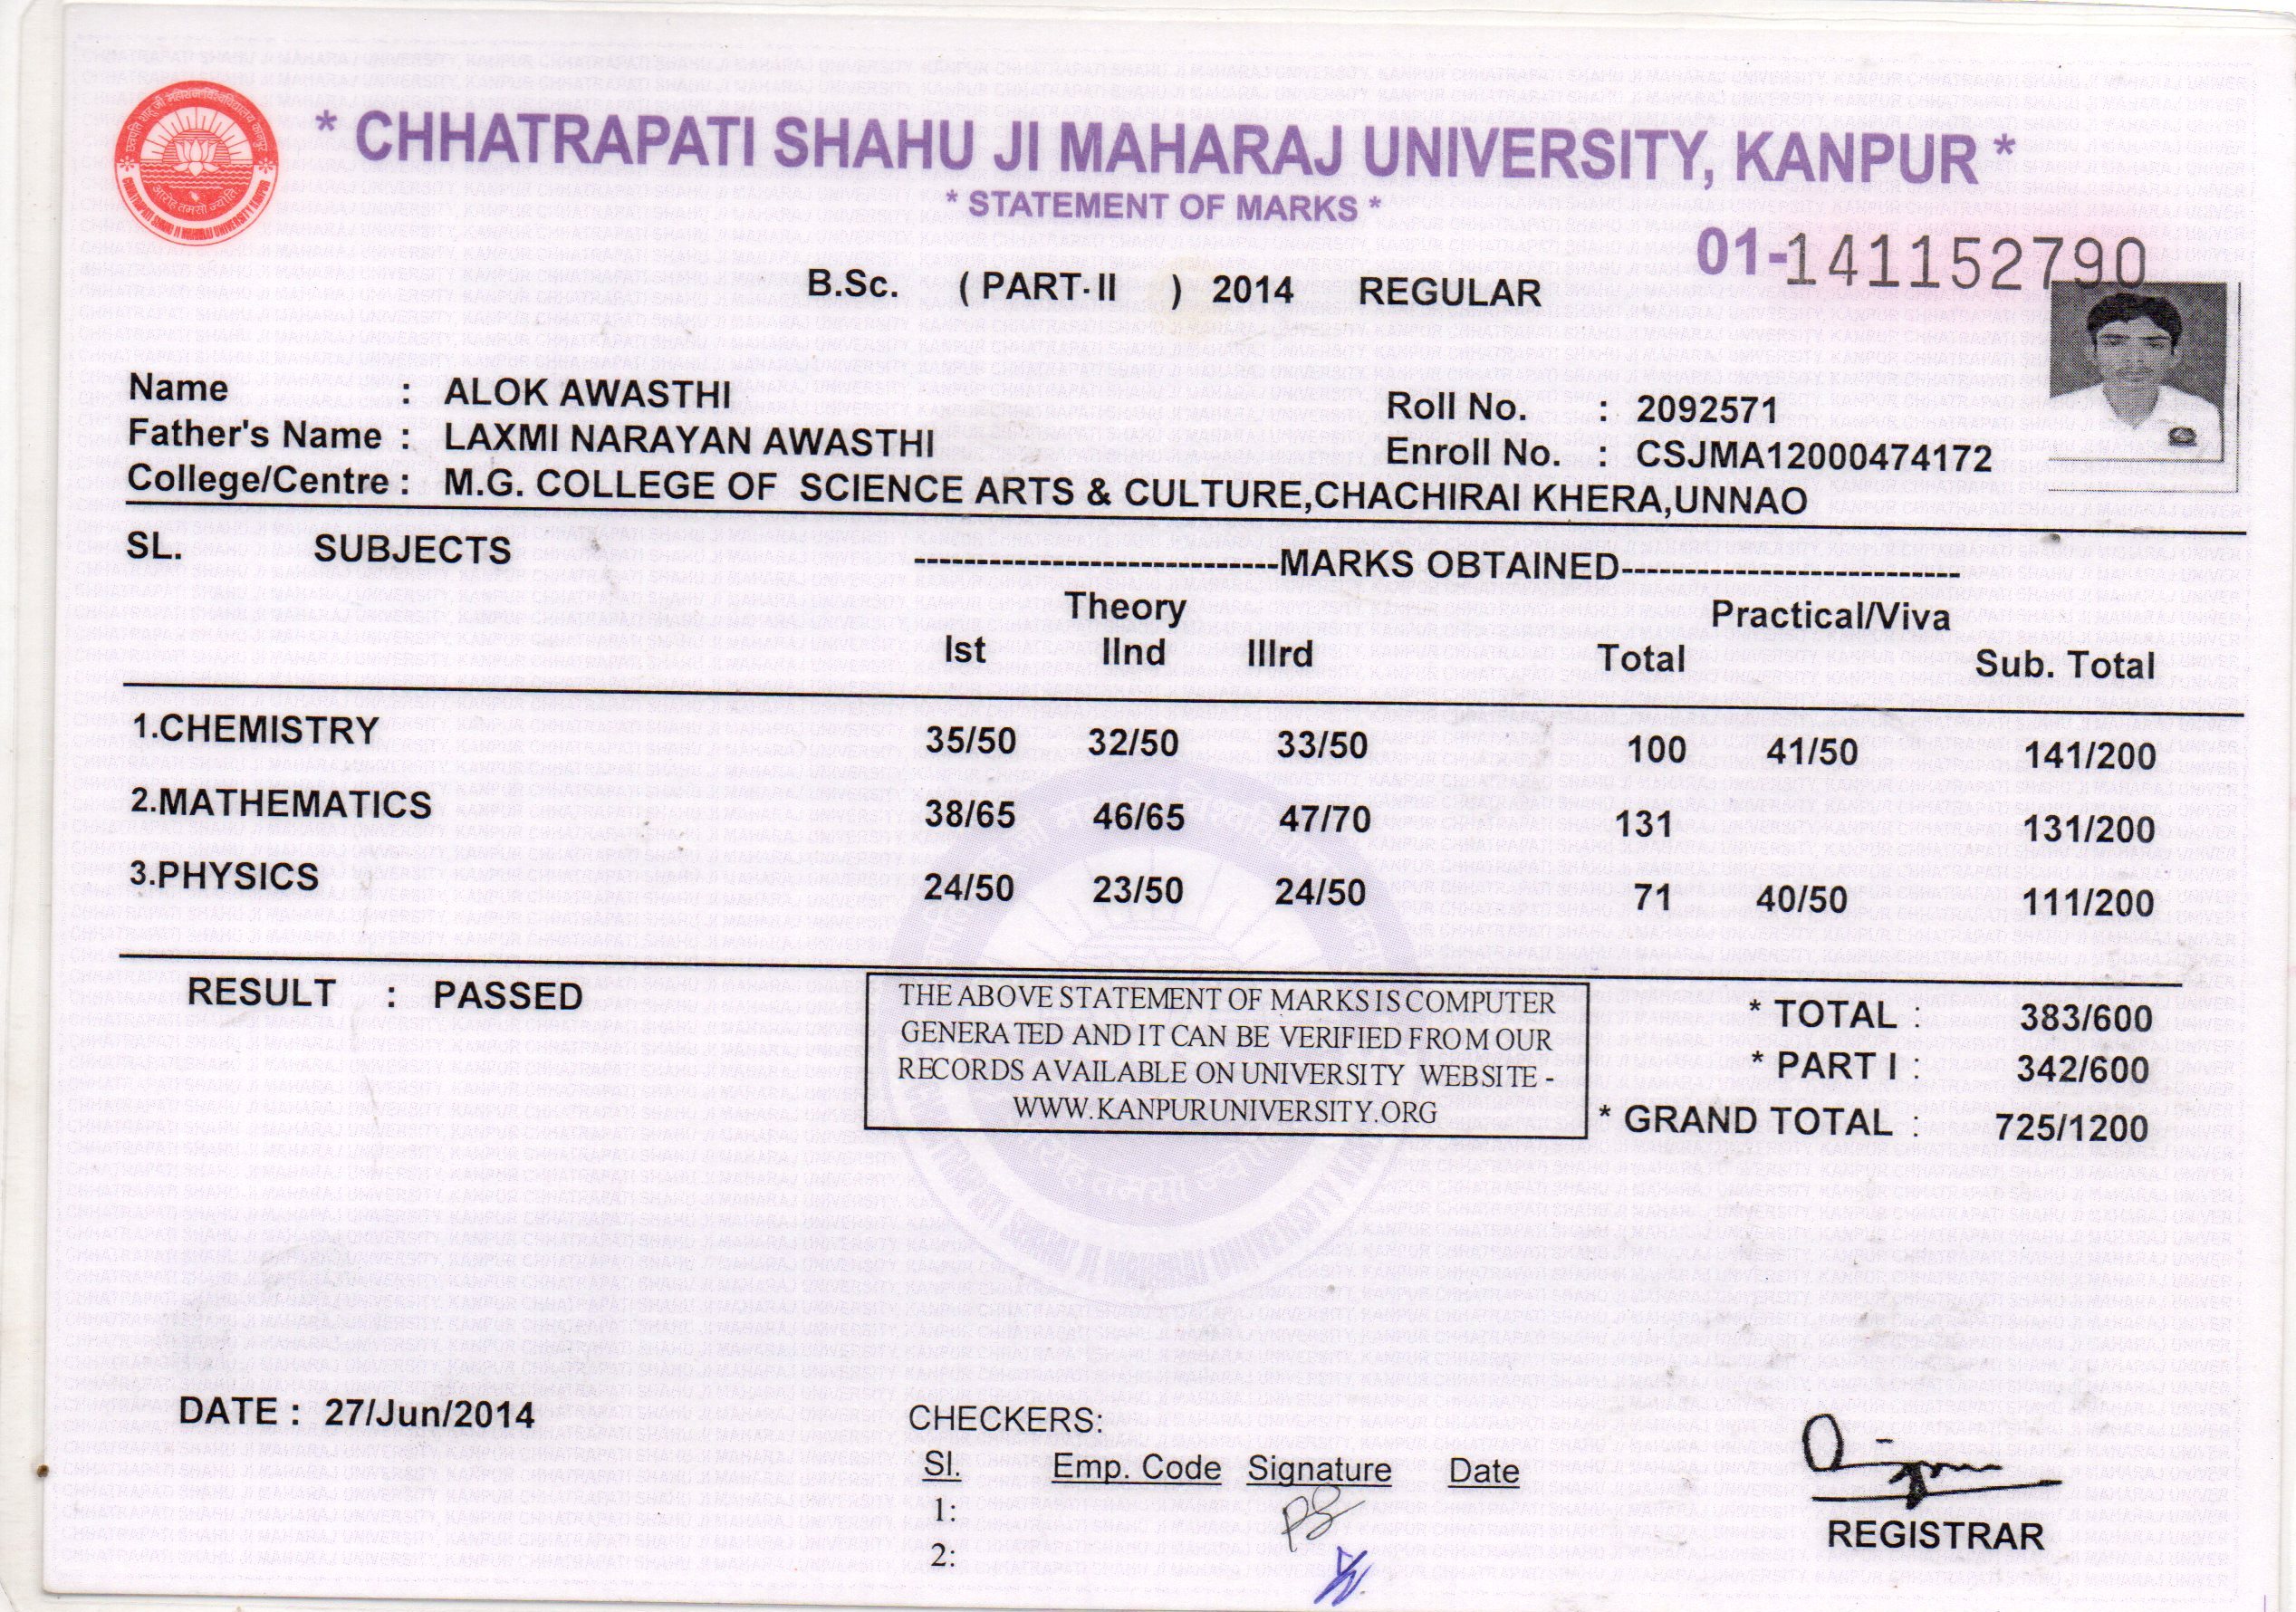 * CHHATRAPATI SHAHU JI MAHARAJ UNIVERSITY, KANPUR *
* STATEMENT OF MARKS *
01-141152790
B.Sc. ( PART-II ) 2014 REGULAR
Name : ALOK AWASTHI
Roll No. : 2092571
Father's Name : LAXMI NARAYAN AWASTHI
Enroll No. : CSJMA12000474172
College/Centre : M.G. COLLEGE OF SCIENCE ARTS & CULTURE,CHACHIRAI KHERA,UNNAO
SL. SUBJECTS ----------------------------MARKS OBTAINED--------------------------
Theory Practical/Viva
Ist IInd IIIrd Total Sub. Total
1.CHEMISTRY 35/50 32/50 33/50 100 41/50 141/200
2.MATHEMATICS 38/65 46/65 47/70 131 131/200
3.PHYSICS 24/50 23/50 24/50 71 40/50 111/200
RESULT : PASSED
THE ABOVE STATEMENT OF MARKS IS COMPUTER
GENERATED AND IT CAN BE VERIFIED FROM OUR
RECORDS AVAILABLE ON UNIVERSITY WEBSITE -
WWW.KANPURUNIVERSITY.ORG
* TOTAL : 383/600
* PART I : 342/600
* GRAND TOTAL : 725/1200
DATE : 27/Jun/2014
CHECKERS:
Sl. Emp. Code Signature Date
1:
2:
REGISTRAR